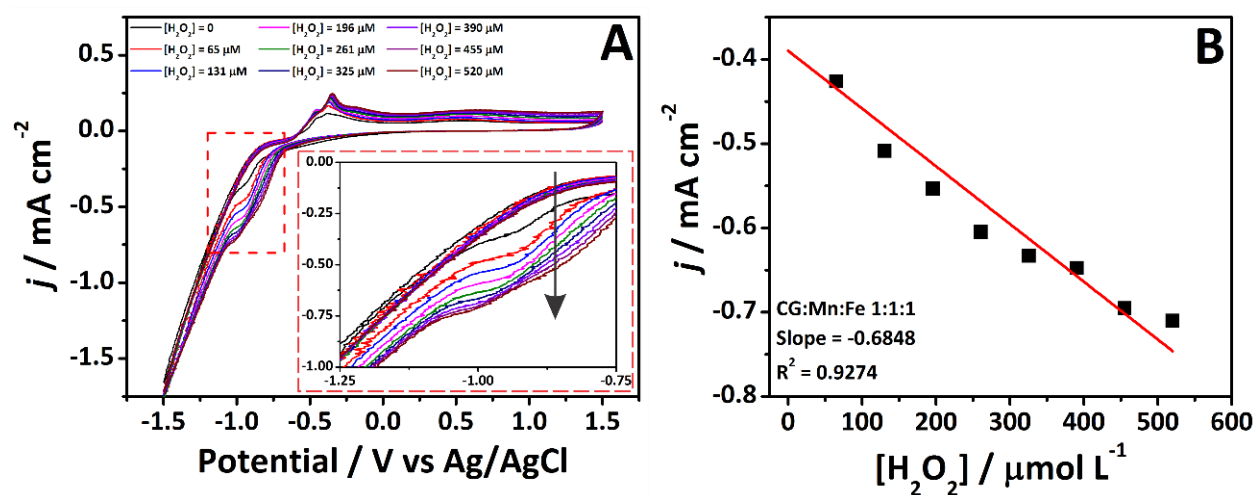 A
[H₂O₂] = 0
[H₂O₂] = 196 μM
[H₂O₂] = 390 μM
[H₂O₂] = 65 μM
[H₂O₂] = 261 μM
[H₂O₂] = 455 μM
[H₂O₂] = 131 μM
[H₂O₂] = 325 μM
[H₂O₂] = 520 μM
j / mA cm⁻²
0.5
0.0
-0.5
-1.0
-1.5
-1.5
-1.0
-0.5
0.0
0.5
1.0
1.5
Potential / V vs Ag/AgCl
0.00
-0.25
-0.50
-0.75
-1.00
-1.25
-1.00
-0.75
B
j / mA cm⁻²
-0.4
-0.5
-0.6
-0.7
-0.8
CG:Mn:Fe 1:1:1
Slope = -0.6848
R² = 0.9274
0
100
200
300
400
500
600
[H₂O₂] / μmol L⁻¹